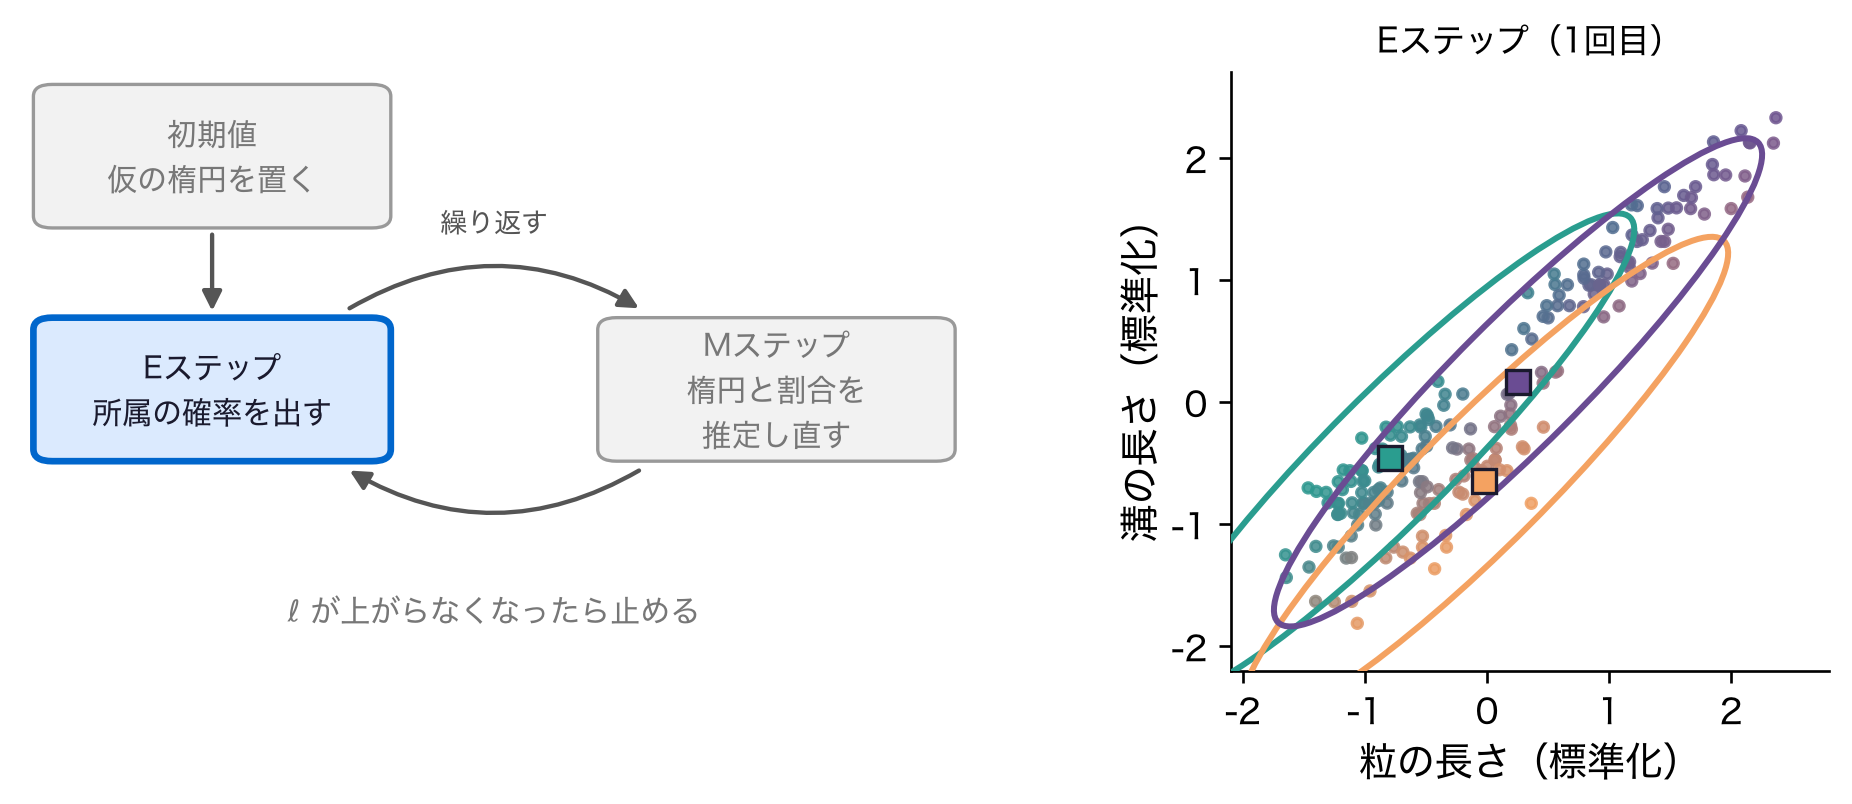 初期値
仮の楕円を置く
繰り返す
Eステップ
所属の確率を出す
Mステップ
楕円と割合を
推定し直す
ℓ が上がらなくなったら止める
Eステップ（1回目）
溝の長さ（標準化）
2
1
0
-1
-2
-2
-1
0
1
2
粒の長さ（標準化）